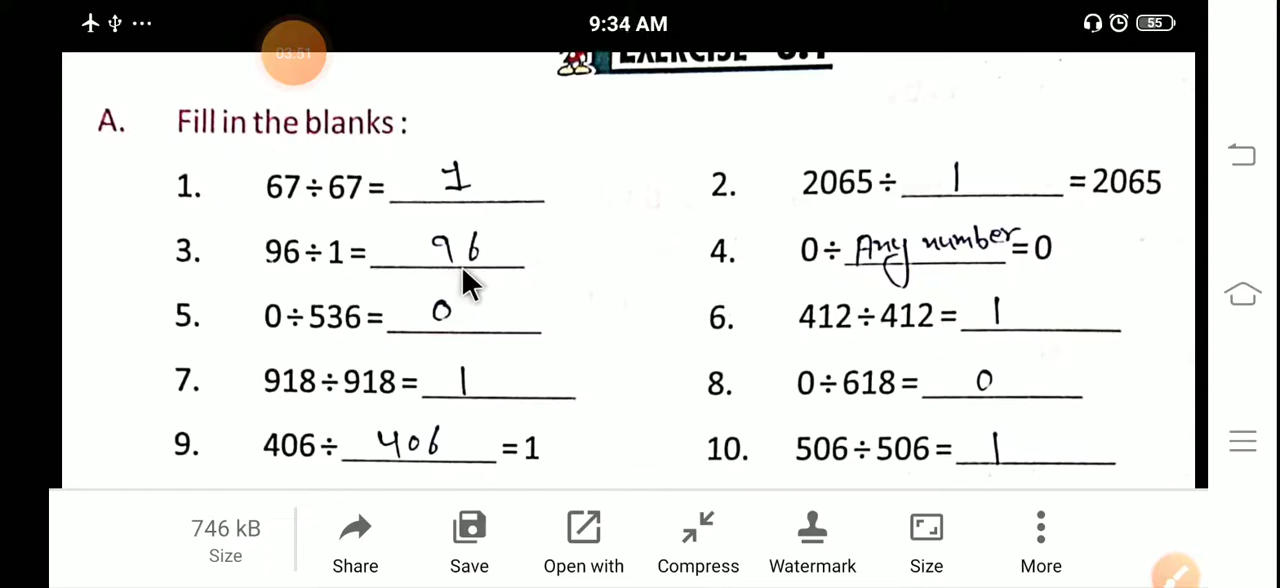 9:34 AM
55
03:51
A. Fill in the blanks :
1. 67 ÷ 67 = 1
2. 2065 ÷ 1 = 2065
3. 96 ÷ 1 = 96
4. 0 ÷ Any number = 0
5. 0 ÷ 536 = 0
6. 412 ÷ 412 = 1
7. 918 ÷ 918 = 1
8. 0 ÷ 618 = 0
9. 406 ÷ 406 = 1
10. 506 ÷ 506 = 1
746 kB
Size
Share
Save
Open with
Compress
Watermark
Size
More